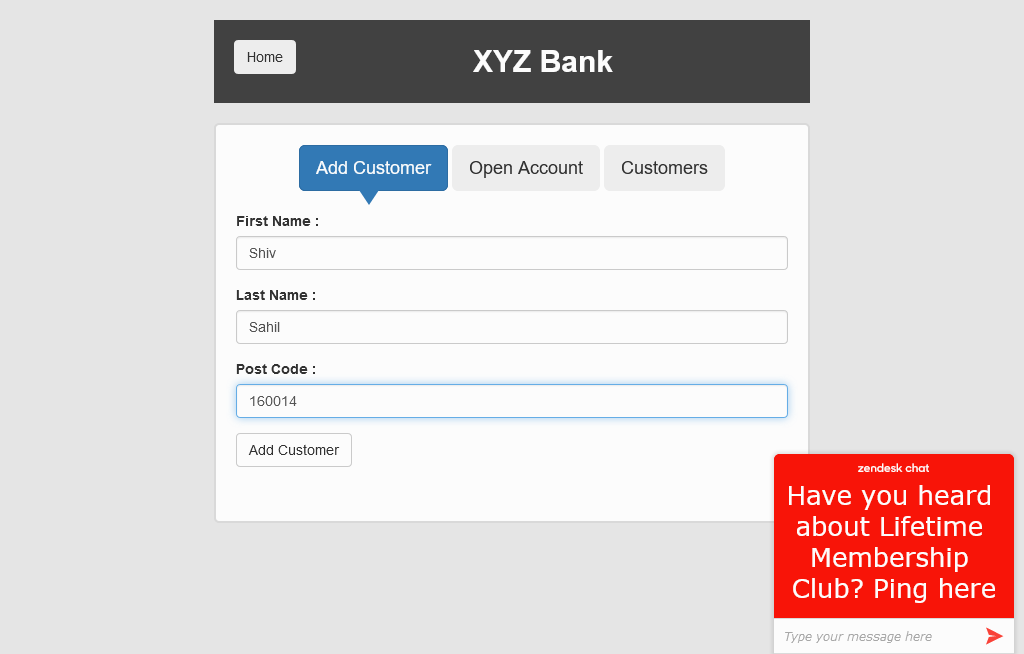 Home
XYZ Bank
Add Customer
Open Account
Customers
First Name :
Shiv
Last Name :
Sahil
Post Code :
160014
Add Customer
zendesk chat
Have you heard
about Lifetime
Membership
Club? Ping here
Type your message here